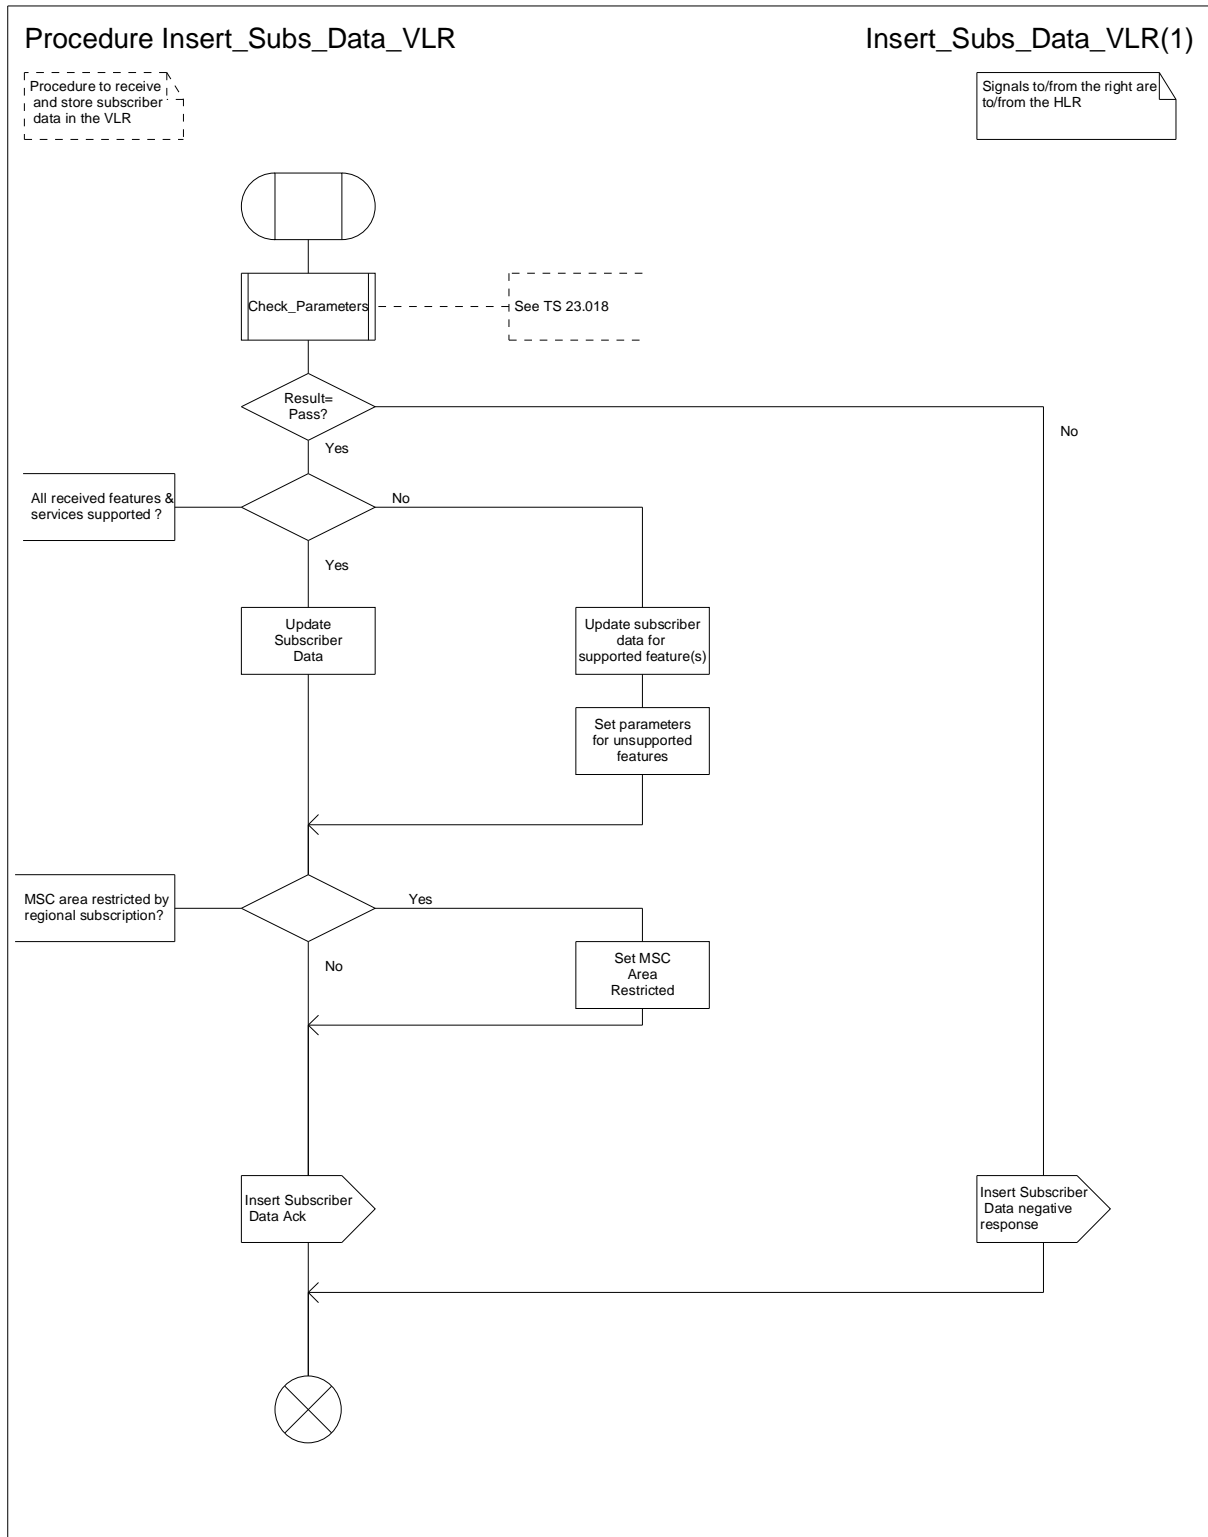 Procedure Insert_Subs_Data_VLR
Insert_Subs_Data_VLR(1)
Procedure to receive
and store subscriber
data in the VLR
Signals to/from the right are
to/from the HLR
Check_Parameters
See TS 23.018
Result=
Pass?
No
Yes
All received features &
services supported ?
No
Yes
Update
Subscriber
Data
Update subscriber
data for
supported feature(s)
Set parameters
for unsupported
features
MSC area restricted by
regional subscription?
Yes
No
Set MSC
Area
Restricted
Insert Subscriber
Data Ack
Insert Subscriber
Data negative
response